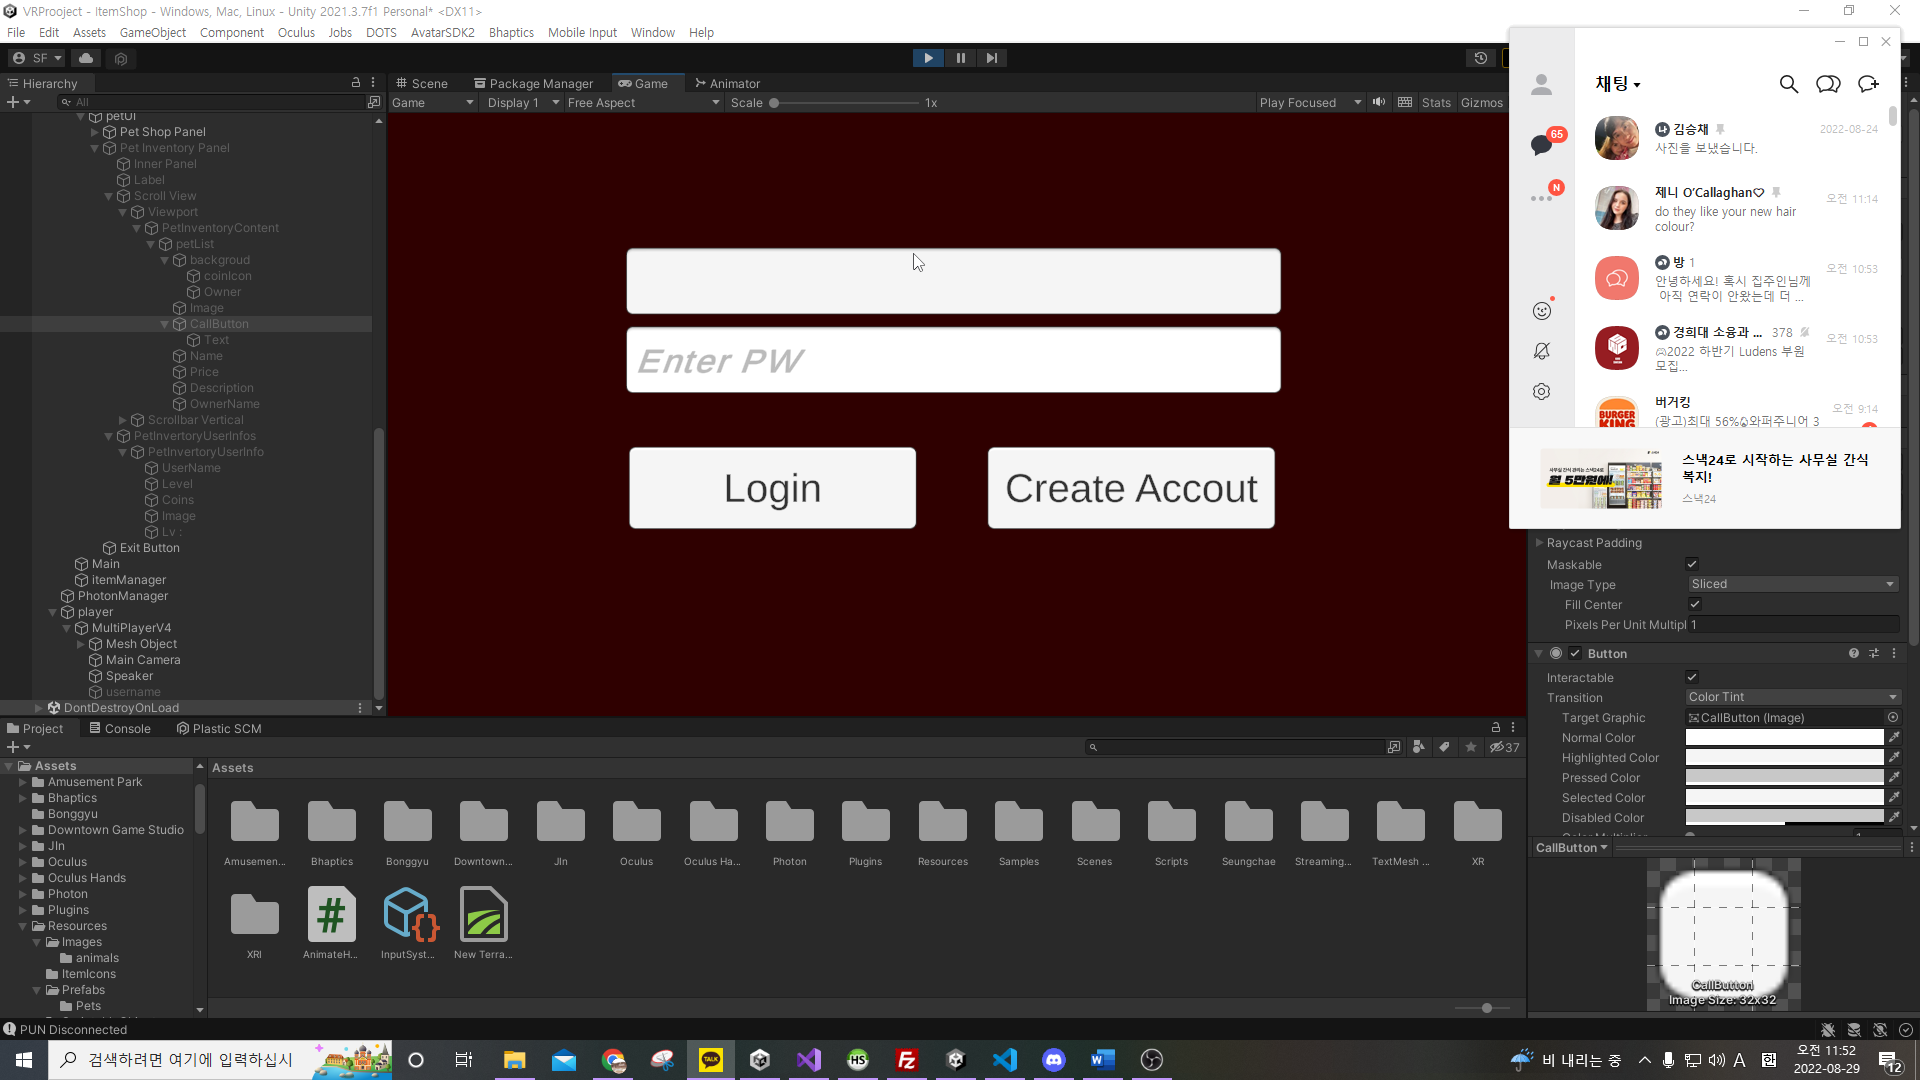 VRProoject - ItemShop - Windows, Mac, Linux - Unity 2021.3.7f1 Personal* <DX11>
File Edit Assets GameObject Component Oculus Jobs DOTS AvatarSDK2 Bhaptics Mobile Input Window Help
SF
Hierarchy
All
petUI
Pet Shop Panel
Pet Inventory Panel
Inner Panel
Label
Scroll View
Viewport
PetInventoryContent
petList
backgroud
coinIcon
Owner
Image
CallButton
Text
Name
Price
Description
OwnerName
Scrollbar Vertical
PetInvertoryUserInfos
PetInvertoryUserInfo
UserName
Level
Coins
Image
Lv :
Exit Button
Main
itemManager
PhotonManager
player
MultiPlayerV4
Mesh Object
Main Camera
Speaker
username
DontDestroyOnLoad
Scene Package Manager Game Animator
Game Display 1 Free Aspect Scale 1x Play Focused Stats Gizmos
Enter PW
Login
Create Accout
채팅
65
N
김승채
2022-08-24
사진을 보냈습니다.
제니 O'Callaghan♡
오전 11:14
do they like your new hair
colour?
방 1
오전 10:53
안녕하세요! 혹시 집주인님께
아직 연락이 안왔는데 더 ...
경희대 소융과 ... 378
오전 10:53
2022 하반기 Ludens 부원
모집...
버거킹
오전 9:14
BURGER
KING
(광고)최대 56%와퍼주니어 3
월 5만원에!
스낵24로 시작하는 사무실 간식
복지!
스낵24
Raycast Padding
Maskable
Image Type Sliced
Fill Center
Pixels Per Unit Multipl 1
Button
Interactable
Transition Color Tint
Target Graphic CallButton (Image)
Normal Color
Highlighted Color
Pressed Color
Selected Color
Disabled Color
CallButton
CallButton
Image Size: 32x32
Project Console Plastic SCM
37
Assets
Amusement Park
Bhaptics
Bonggyu
Downtown Game Studio
JIn
Oculus
Oculus Hands
Photon
Plugins
Resources
Images
animals
ItemIcons
Prefabs
Pets
Assets
Amusemen... Bhaptics Bonggyu Downtown... JIn Oculus Oculus Ha... Photon Plugins Resources Samples Scenes Scripts Seungchae Streaming... TextMesh ... XR
XRI AnimateH... InputSyst... New Terra...
PUN Disconnected
검색하려면 여기에 입력하십시
TALK
HS
비 내리는 중
A
한
오전 11:52
2022-08-29
12